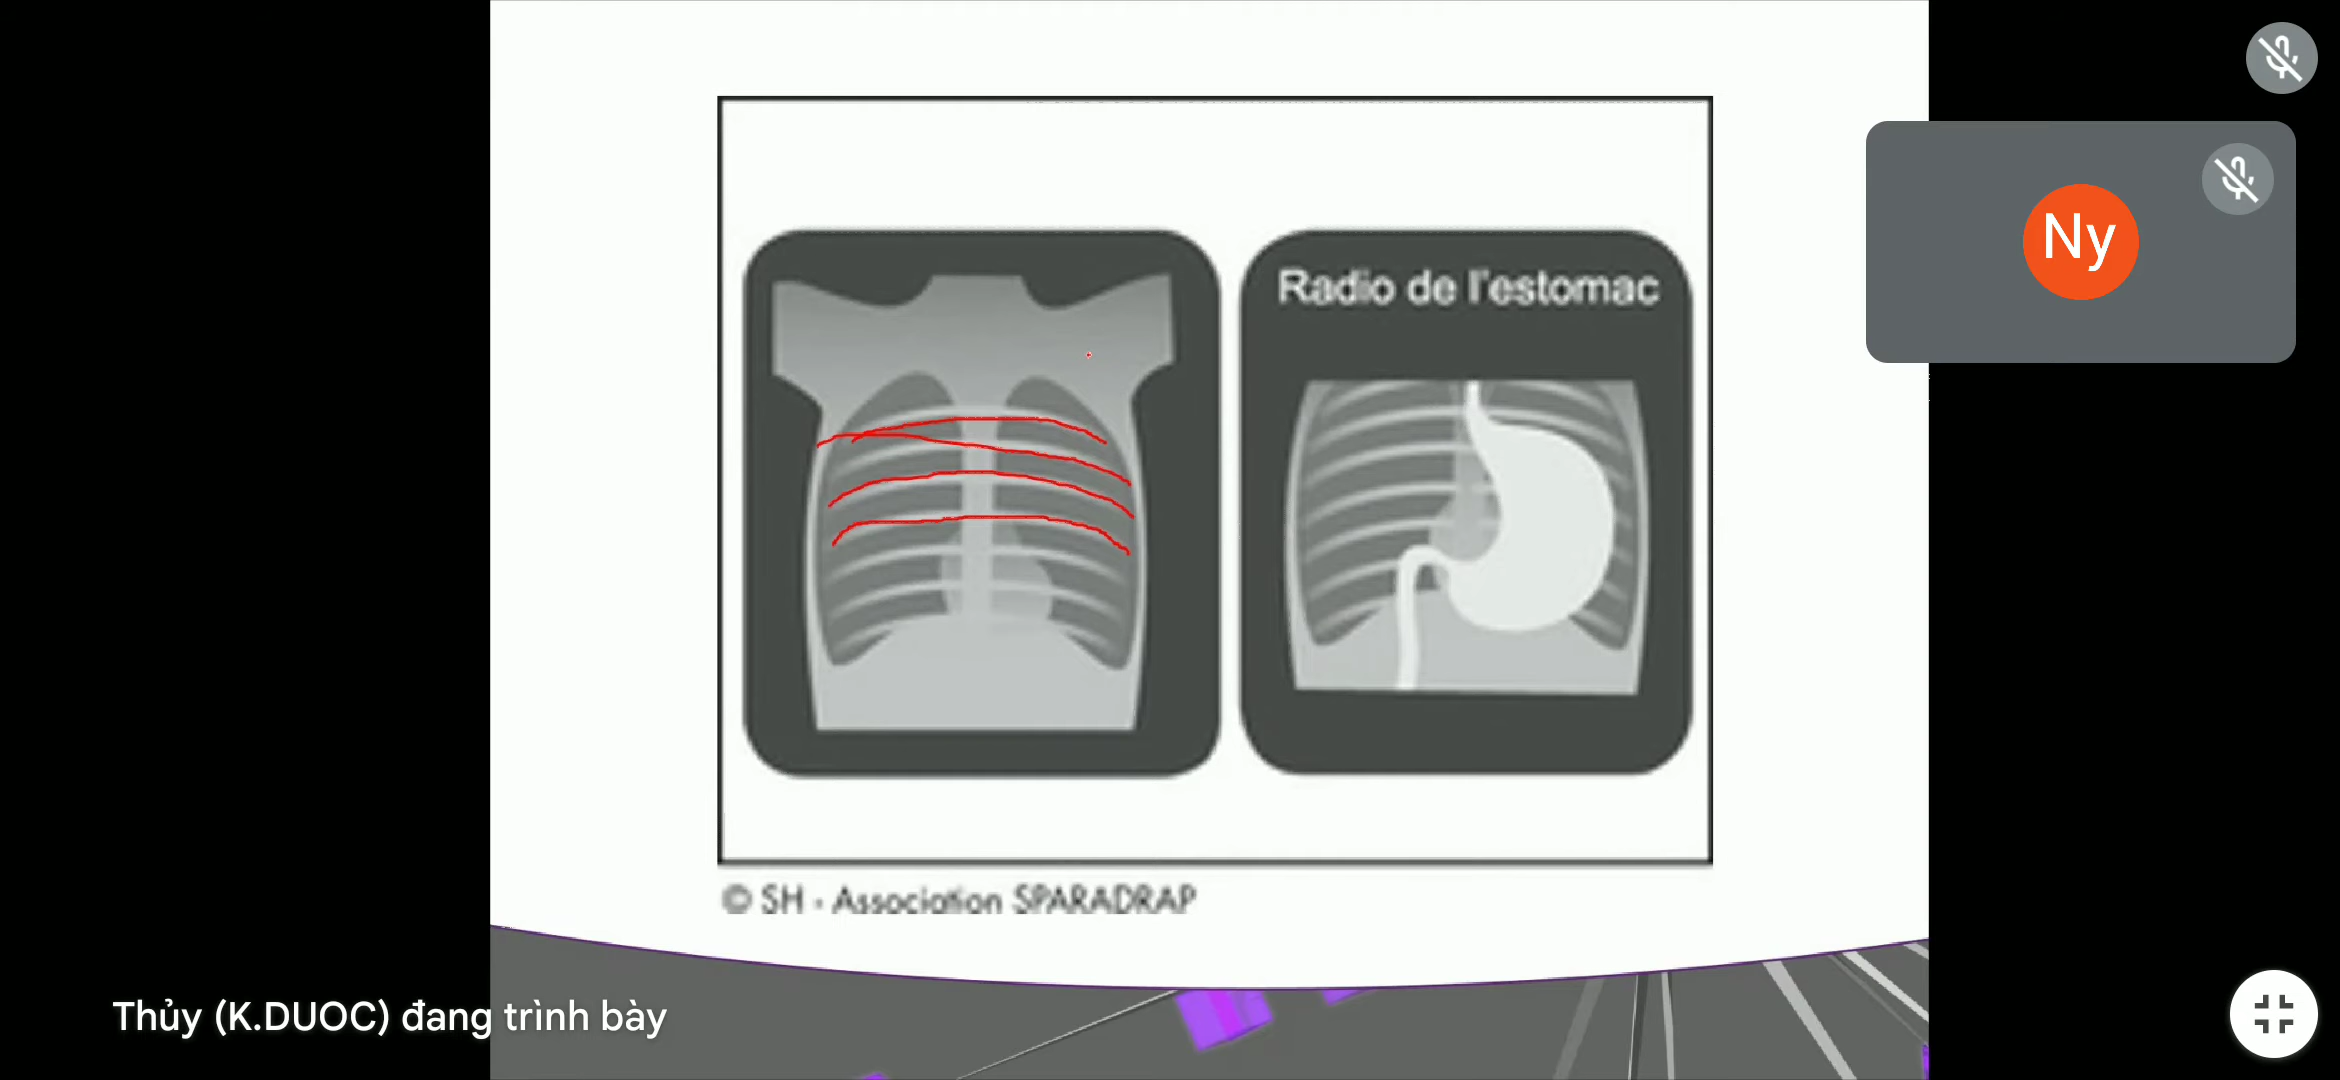 Ny
Radio de l'estomac
© SH - Association SPARADRAP
Thủy (K.DUOC) đang trình bày